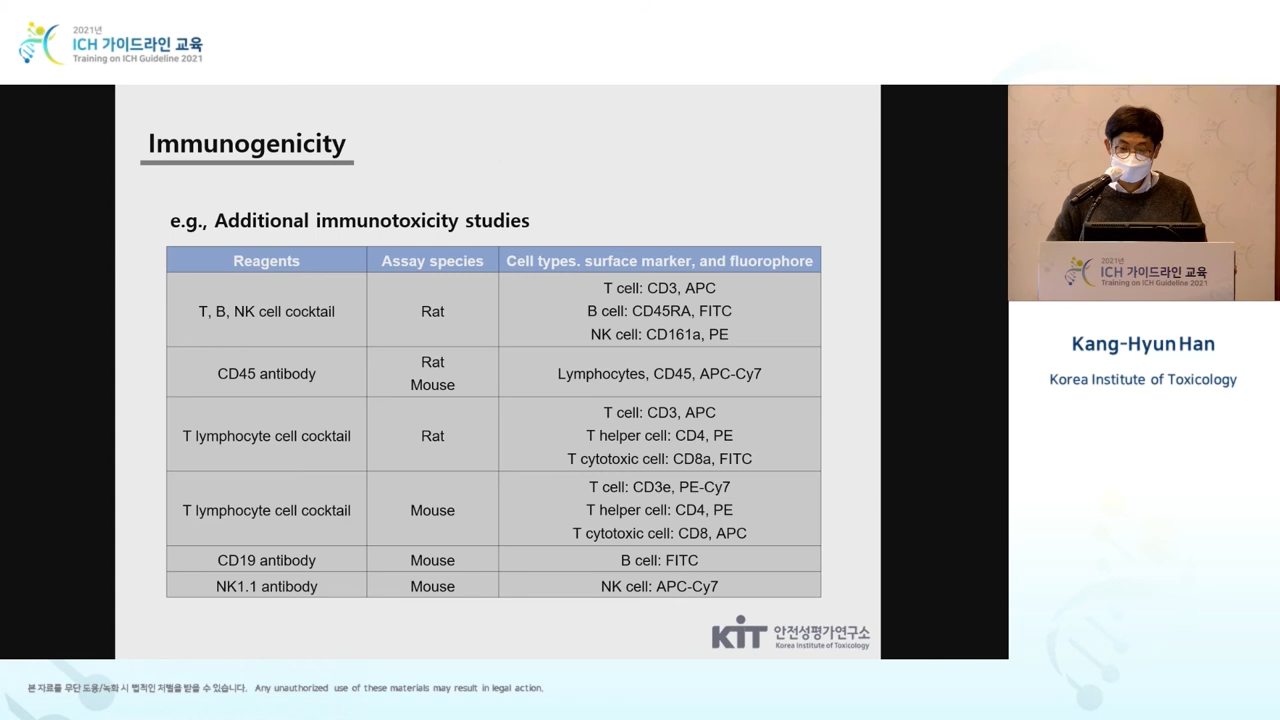 2021년
ICH 가이드라인 교육
Training on ICH Guideline 2021
Immunogenicity
e.g., Additional immunotoxicity studies
Reagents Assay species Cell types. surface marker, and fluorophore
T, B, NK cell cocktail Rat T cell: CD3, APC
B cell: CD45RA, FITC
NK cell: CD161a, PE
CD45 antibody Rat
Mouse Lymphocytes, CD45, APC-Cy7
T lymphocyte cell cocktail Rat T cell: CD3, APC
T helper cell: CD4, PE
T cytotoxic cell: CD8a, FITC
T lymphocyte cell cocktail Mouse T cell: CD3e, PE-Cy7
T helper cell: CD4, PE
T cytotoxic cell: CD8, APC
CD19 antibody Mouse B cell: FITC
NK1.1 antibody Mouse NK cell: APC-Cy7
KIT 안전성평가연구소
Korea Institute of Toxicology
2021년
ICH 가이드라인 교육
Training on ICH Guideline 2021
Kang-Hyun Han
Korea Institute of Toxicology
본 자료를 무단 도용/녹화 시 법적인 처벌을 받을 수 있습니다. Any unauthorized use of these materials may result in legal action.